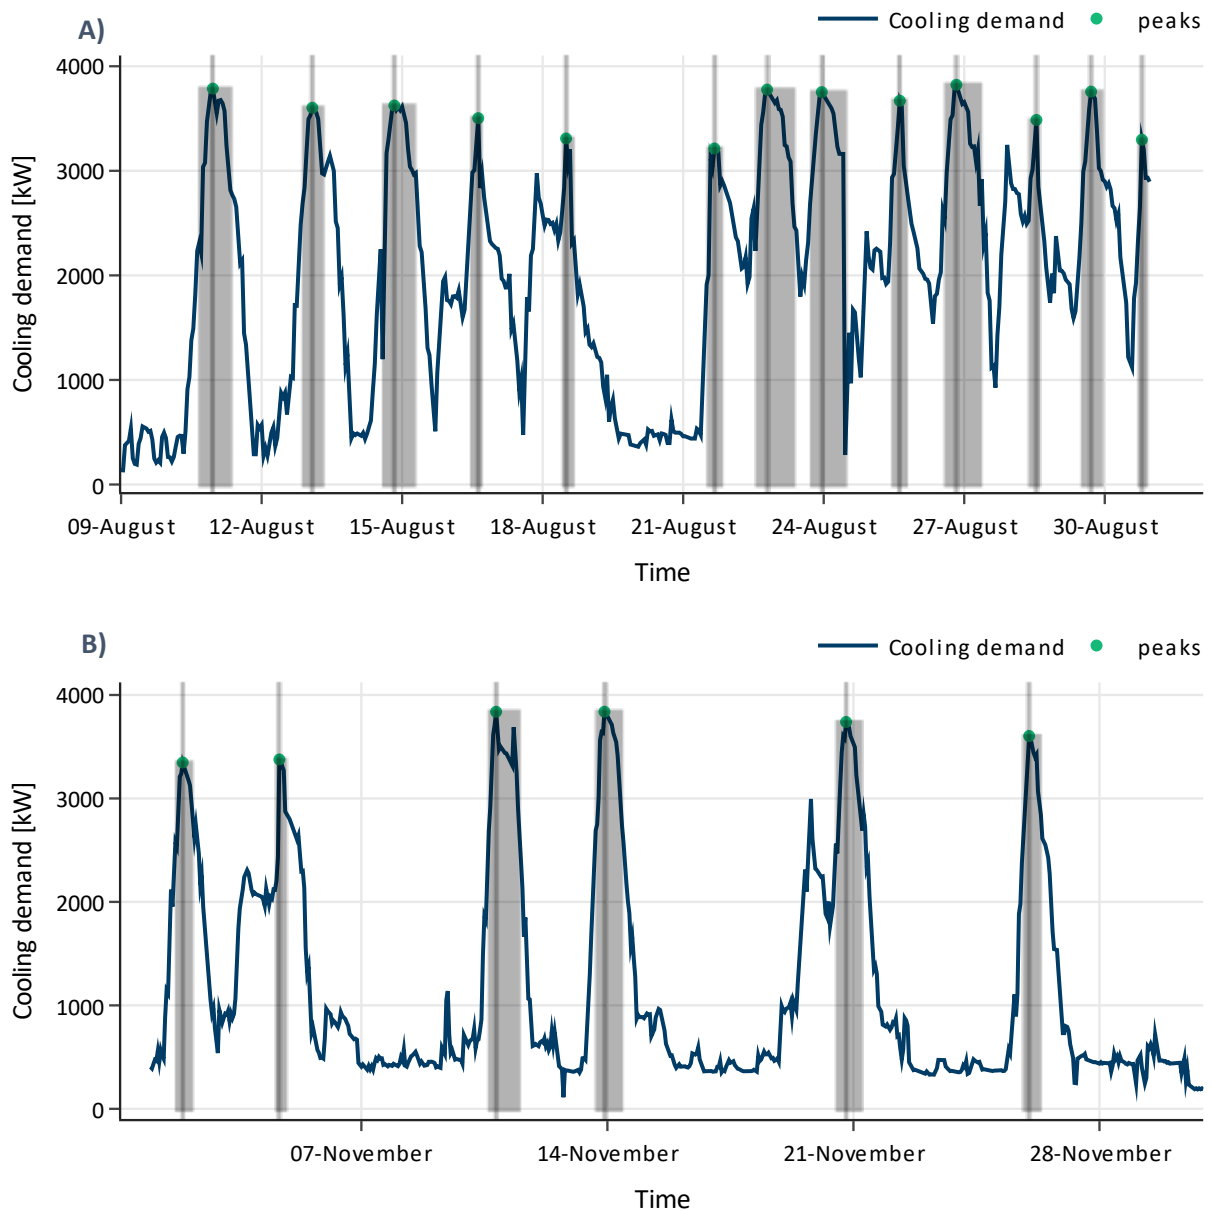 A)
Cooling demand peaks
4000
3000
2000
1000
0
Cooling demand [kW]
09-August 12-August 15-August 18-August 21-August 24-August 27-August 30-August
Time
B)
Cooling demand peaks
4000
3000
2000
1000
0
Cooling demand [kW]
07-November 14-November 21-November 28-November
Time